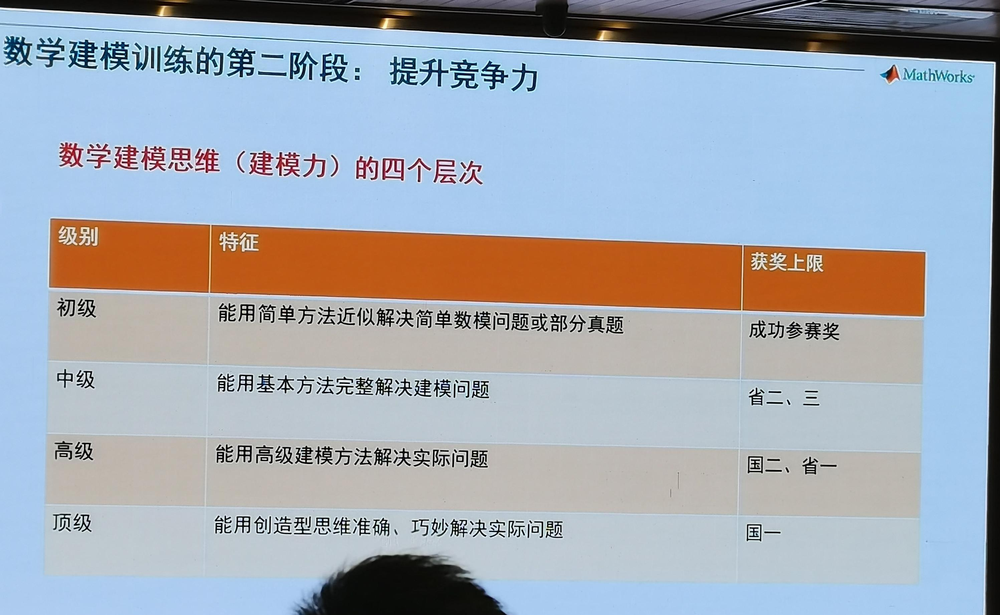 数学建模训练的第二阶段： 提升竞争力
MathWorks
数学建模思维（建模力）的四个层次
级别 特征 获奖上限
初级 能用简单方法近似解决简单数模问题或部分真题 成功参赛奖
中级 能用基本方法完整解决建模问题 省二、三
高级 能用高级建模方法解决实际问题 国二、省一
顶级 能用创造型思维准确、巧妙解决实际问题 国一